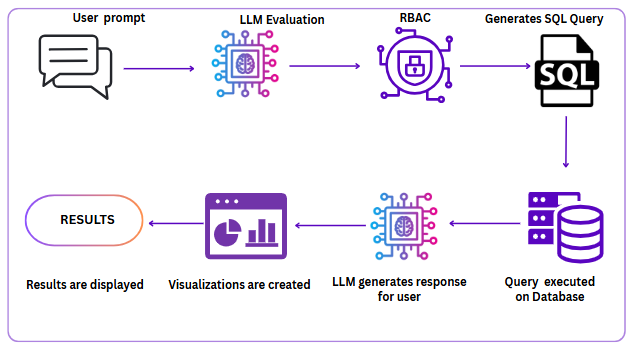 User prompt
LLM Evaluation
RBAC
Generates SQL Query
SQL
RESULTS
Results are displayed
Visualizations are created
LLM generates response
for user
Query executed
on Database